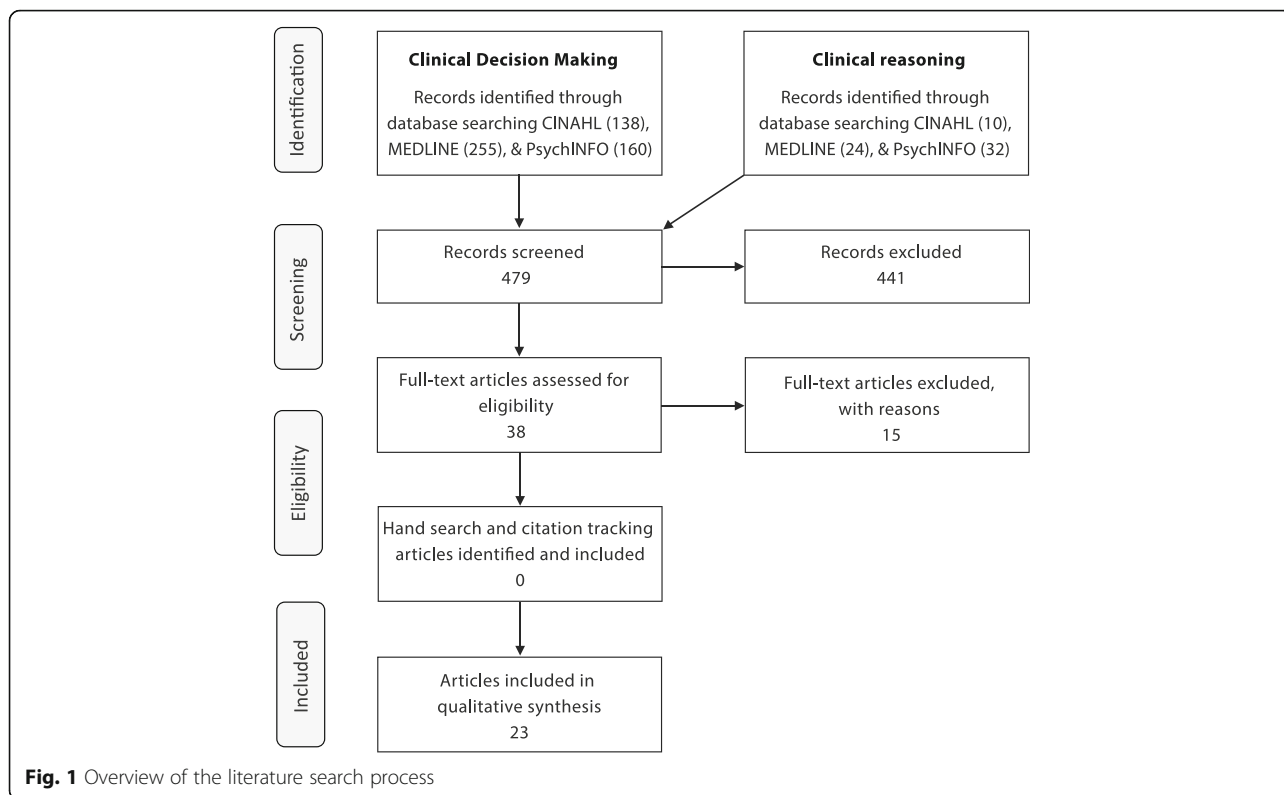 Identification
Clinical Decision Making
Records identified through
database searching CINAHL (138),
MEDLINE (255), & PsychINFO (160)
Clinical reasoning
Records identified through
database searching CINAHL (10),
MEDLINE (24), & PsychINFO (32)
Screening
Records screened
479
Records excluded
441
Eligibility
Full-text articles assessed for
eligibility
38
Full-text articles excluded,
with reasons
15
Hand search and citation tracking
articles identified and included
0
Included
Articles included in
qualitative synthesis
23
Fig. 1 Overview of the literature search process